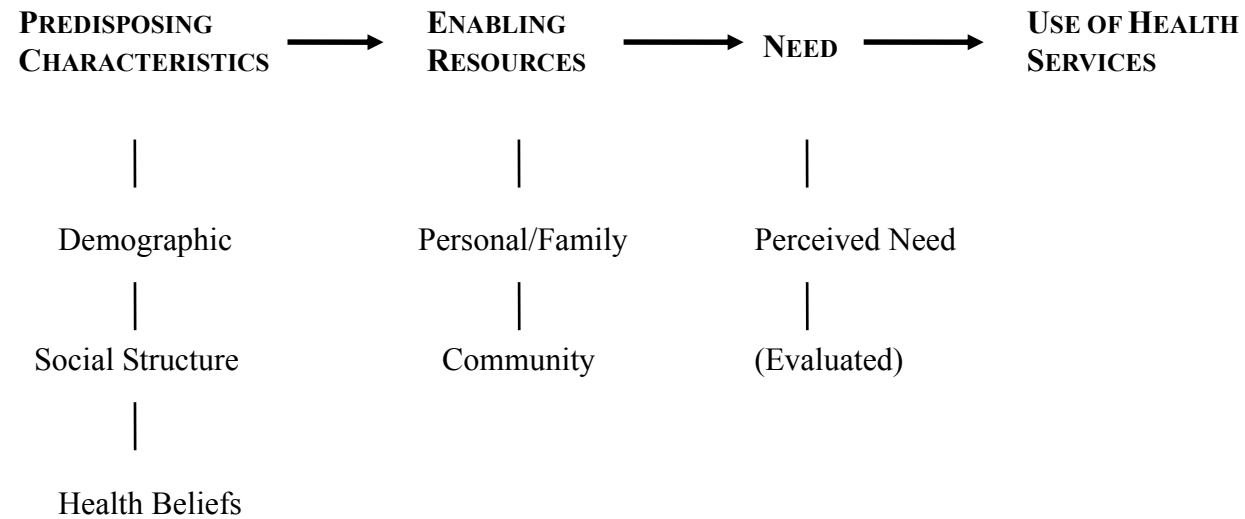 PREDISPOSING
CHARACTERISTICS
ENABLING
RESOURCES
NEED
USE OF HEALTH
SERVICES
Demographic
Personal/Family
Perceived Need
Social Structure
Community
(Evaluated)
Health Beliefs